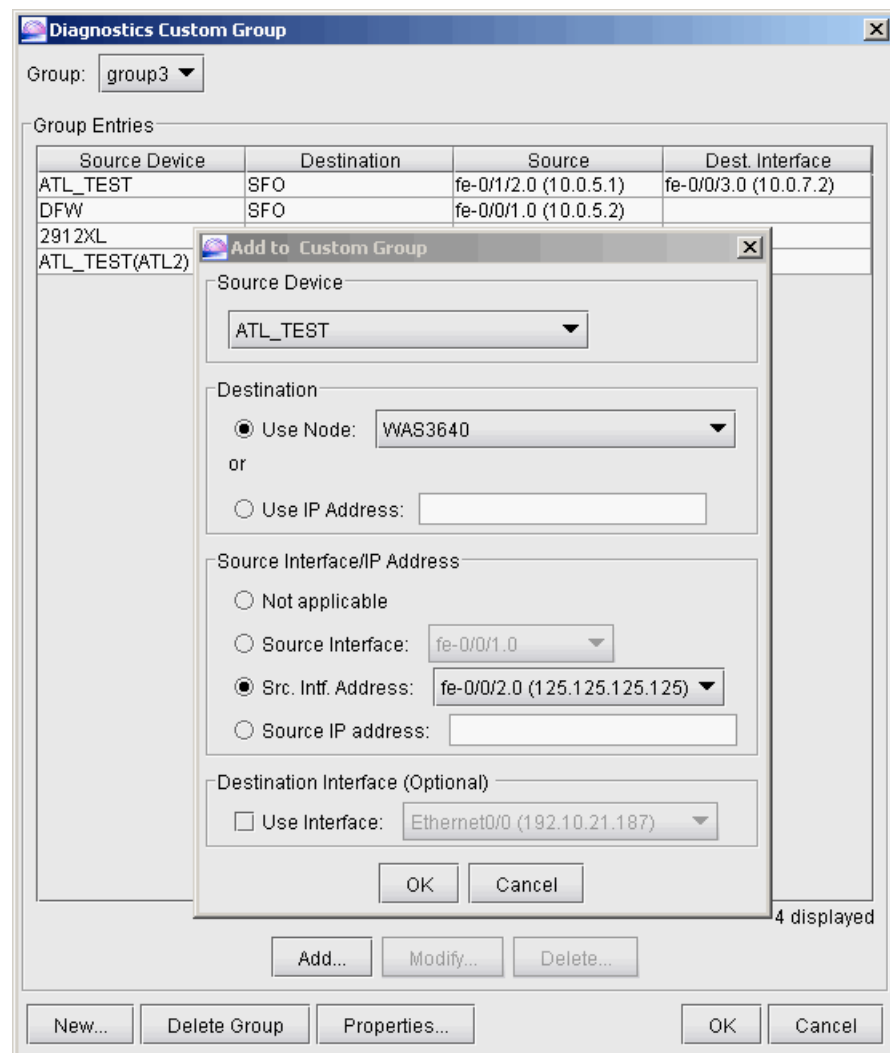 Diagnostics Custom Group
Group: group3
Group Entries
Source Device Destination Source Dest. Interface
ATL_TEST SFO fe-0/1/2.0 (10.0.5.1) fe-0/0/3.0 (10.0.7.2)
DFW SFO fe-0/0/1.0 (10.0.5.2)
2912XL
ATL_TEST(ATL2)
Add to Custom Group
Source Device
ATL_TEST
Destination
Use Node: WAS3640
or
Use IP Address:
Source Interface/IP Address
Not applicable
Source Interface: fe-0/0/1.0
Src. Intf. Address: fe-0/0/2.0 (125.125.125.125)
Source IP address:
Destination Interface (Optional)
Use Interface: Ethernet0/0 (192.10.21.187)
OK Cancel
4 displayed
Add... Modify... Delete...
New... Delete Group Properties... OK Cancel